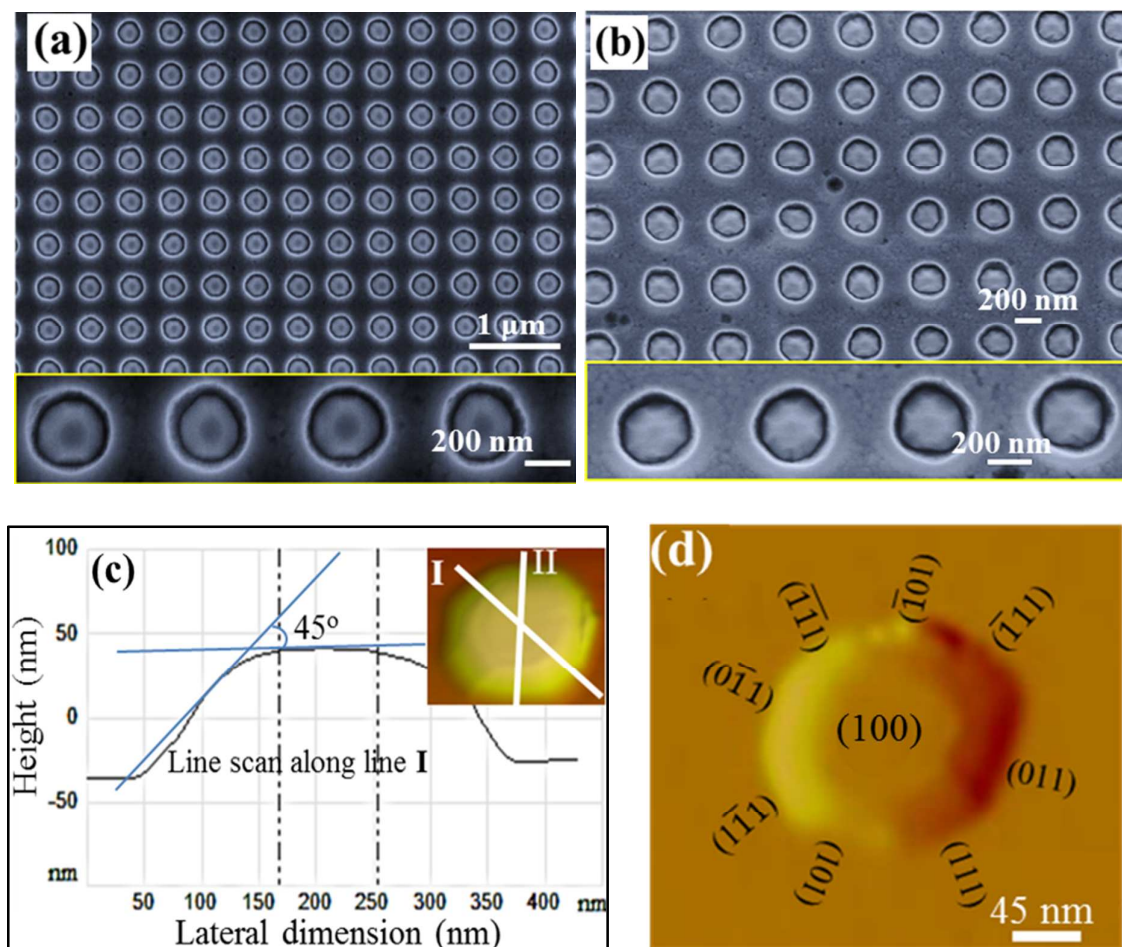 (a)
1 µm
200 nm
(b)
200 nm
200 nm
(c)
Height (nm)
100
50
0
-50
nm
50 100 150 200 250 300 350 400 nm
Lateral dimension (nm)
45°
Line scan along line I
I II
(d)
(1̅1̅1̅)
(1̅01)
(1̅11)
(01̅1)
(100)
(011)
(11̅1)
(101)
(111)
45 nm